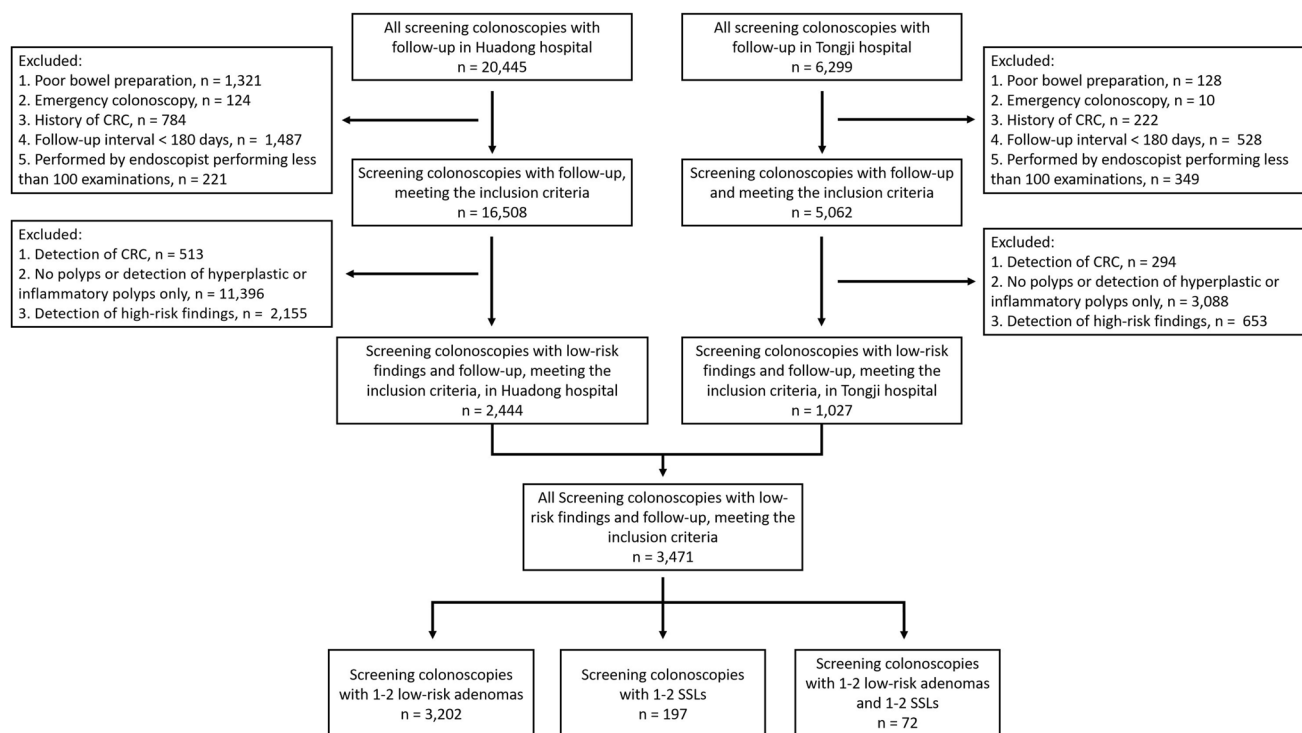 All screening colonoscopies with
follow-up in Huadong hospital
n = 20,445
All screening colonoscopies with
follow-up in Tongji hospital
n = 6,299
Excluded:
1. Poor bowel preparation, n = 1,321
2. Emergency colonoscopy, n = 124
3. History of CRC, n = 784
4. Follow-up interval < 180 days, n =  1,487
5. Performed by endoscopist performing less
than 100 examinations, n = 221
Excluded:
1. Poor bowel preparation, n = 128
2. Emergency colonoscopy, n = 10
3. History of CRC, n = 222
4. Follow-up interval < 180 days, n =  528
5. Performed by endoscopist performing less
than 100 examinations, n = 349
Screening colonoscopies with follow-up,
meeting the inclusion criteria
n = 16,508
Screening colonoscopies with follow-up
and meeting the inclusion criteria
n = 5,062
Excluded:
1. Detection of CRC, n = 513
2. No polyps or detection of hyperplastic or
inflammatory polyps only, n = 11,396
3. Detection of high-risk findings, n = 2,155
Excluded:
1. Detection of CRC, n = 294
2. No polyps or detection of hyperplastic or
inflammatory polyps only, n = 3,088
3. Detection of high-risk findings, n =  653
Screening colonoscopies with low-risk
findings and follow-up, meeting the
inclusion criteria, in Huadong hospital
n = 2,444
Screening colonoscopies with low-risk
findings and follow-up, meeting the
inclusion criteria, in Tongji hospital
n = 1,027
All Screening colonoscopies with low-
risk findings and follow-up, meeting the
inclusion criteria
n = 3,471
Screening colonoscopies
with 1-2 low-risk adenomas
n = 3,202
Screening colonoscopies
with 1-2 SSLs
n = 197
Screening colonoscopies
with 1-2 low-risk adenomas
and 1-2 SSLs
n = 72